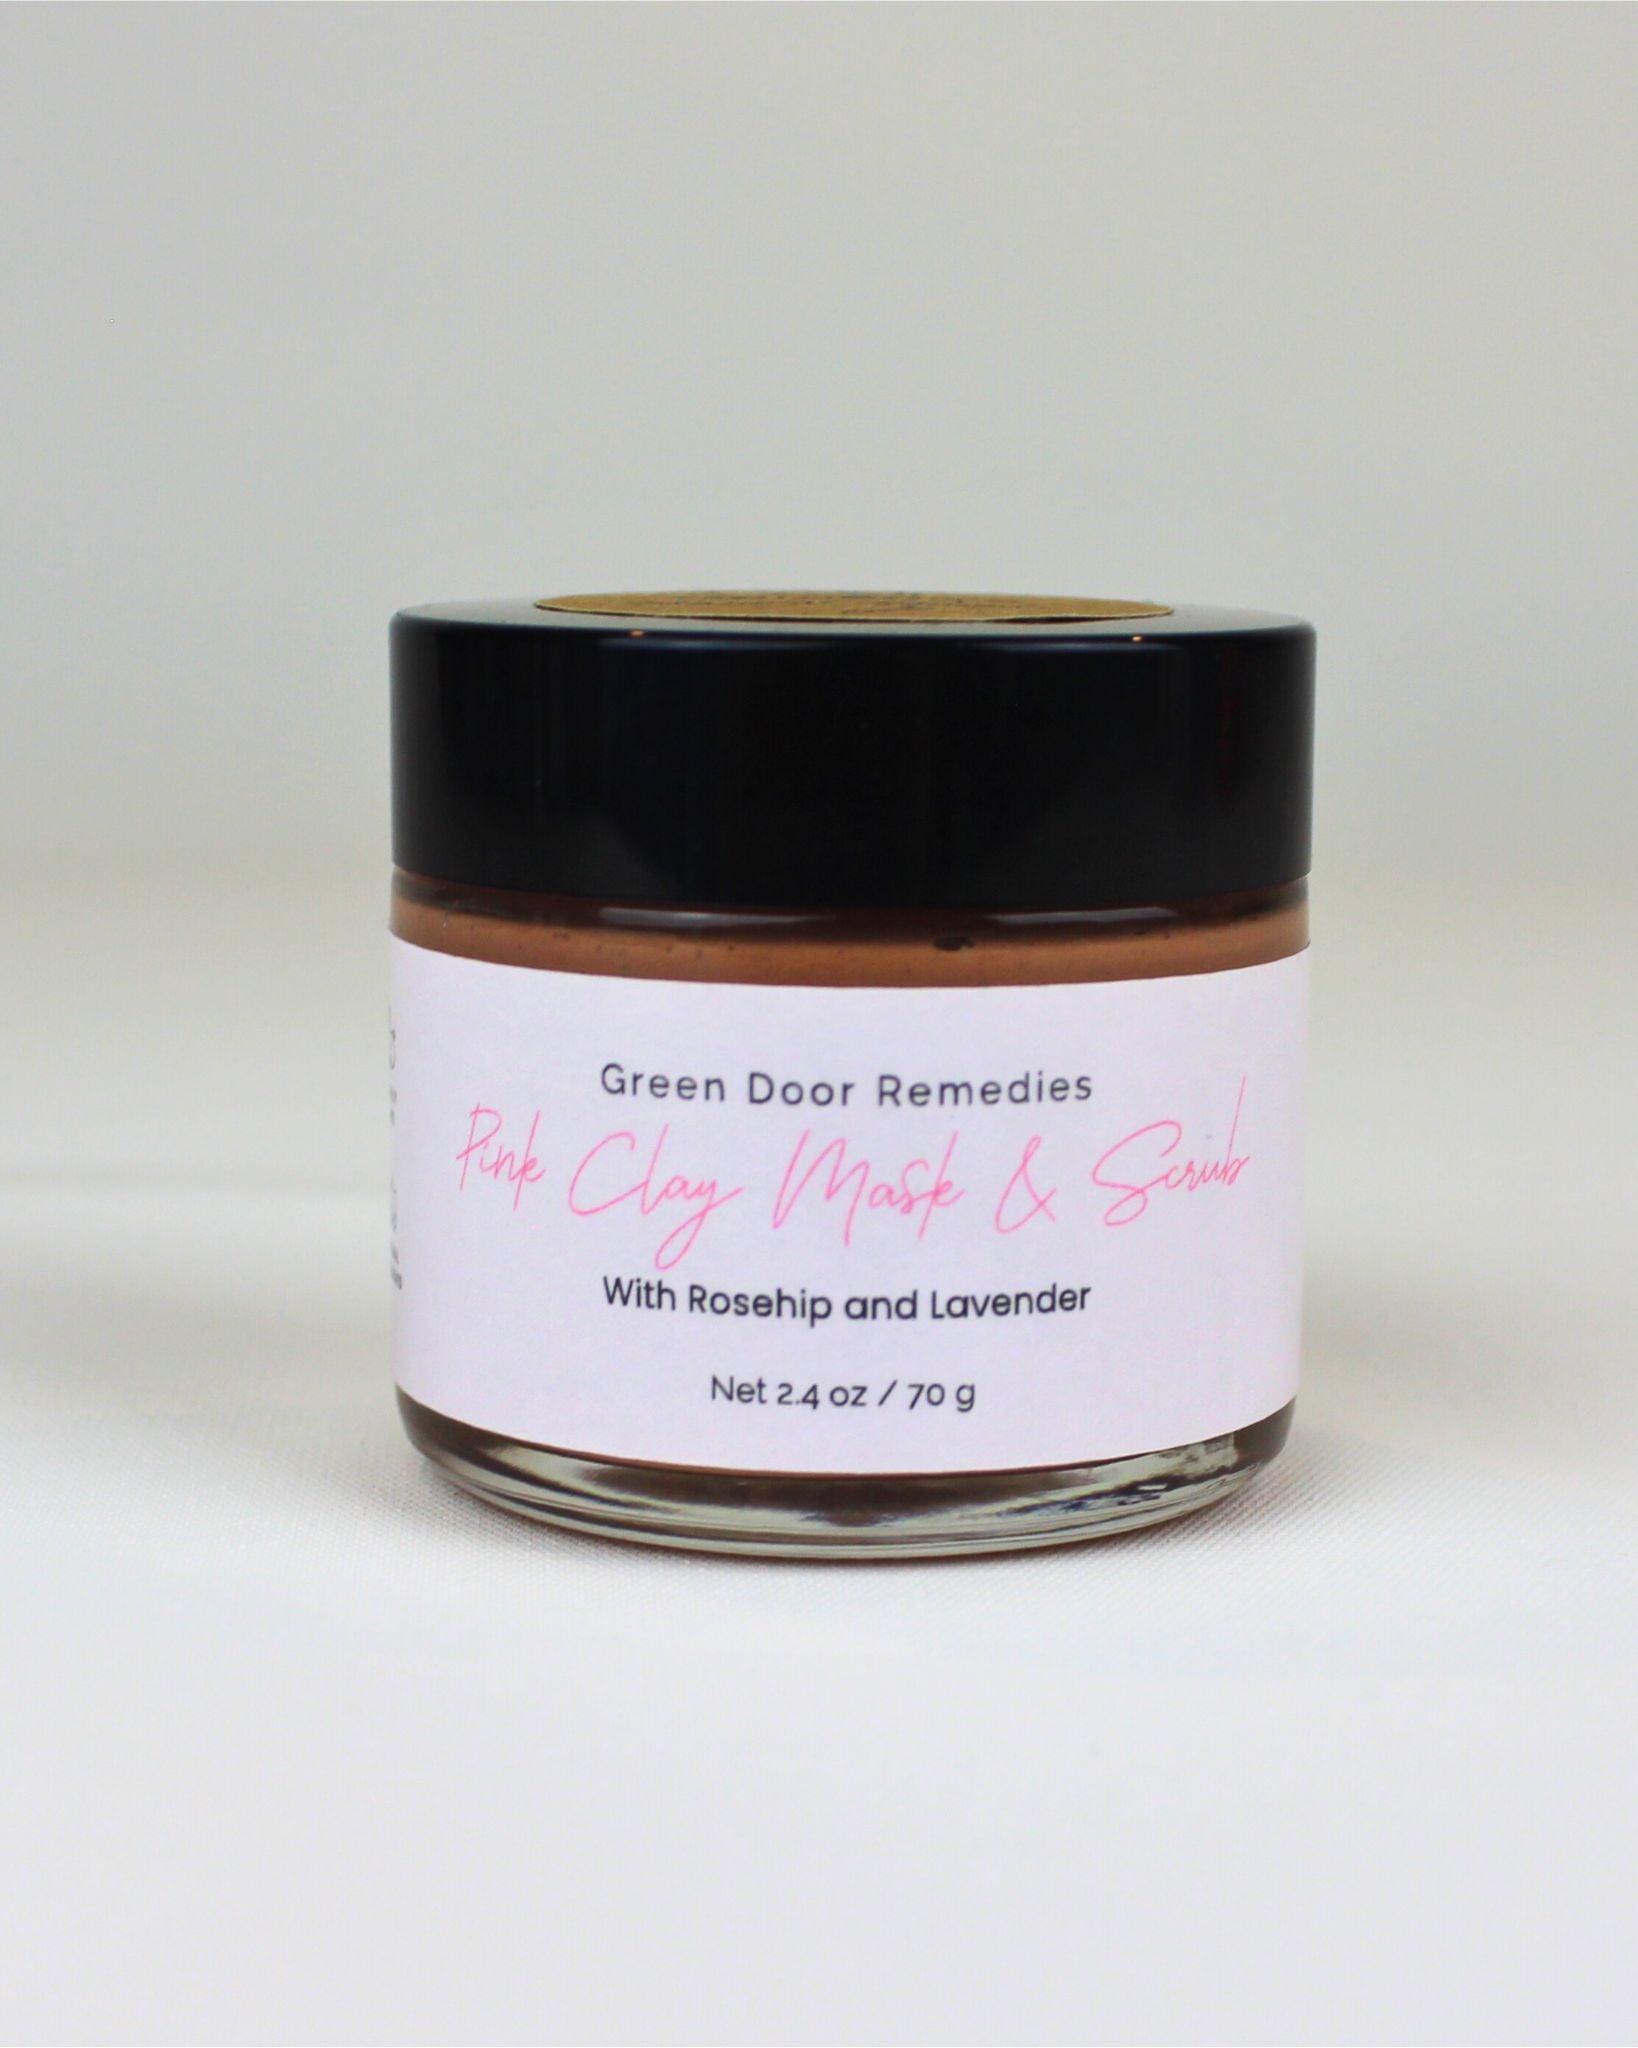 Green Door Remedies
Pink Clay Mask & Scrub
With Rosehip and Lavender
Net 2.4 oz / 70 g